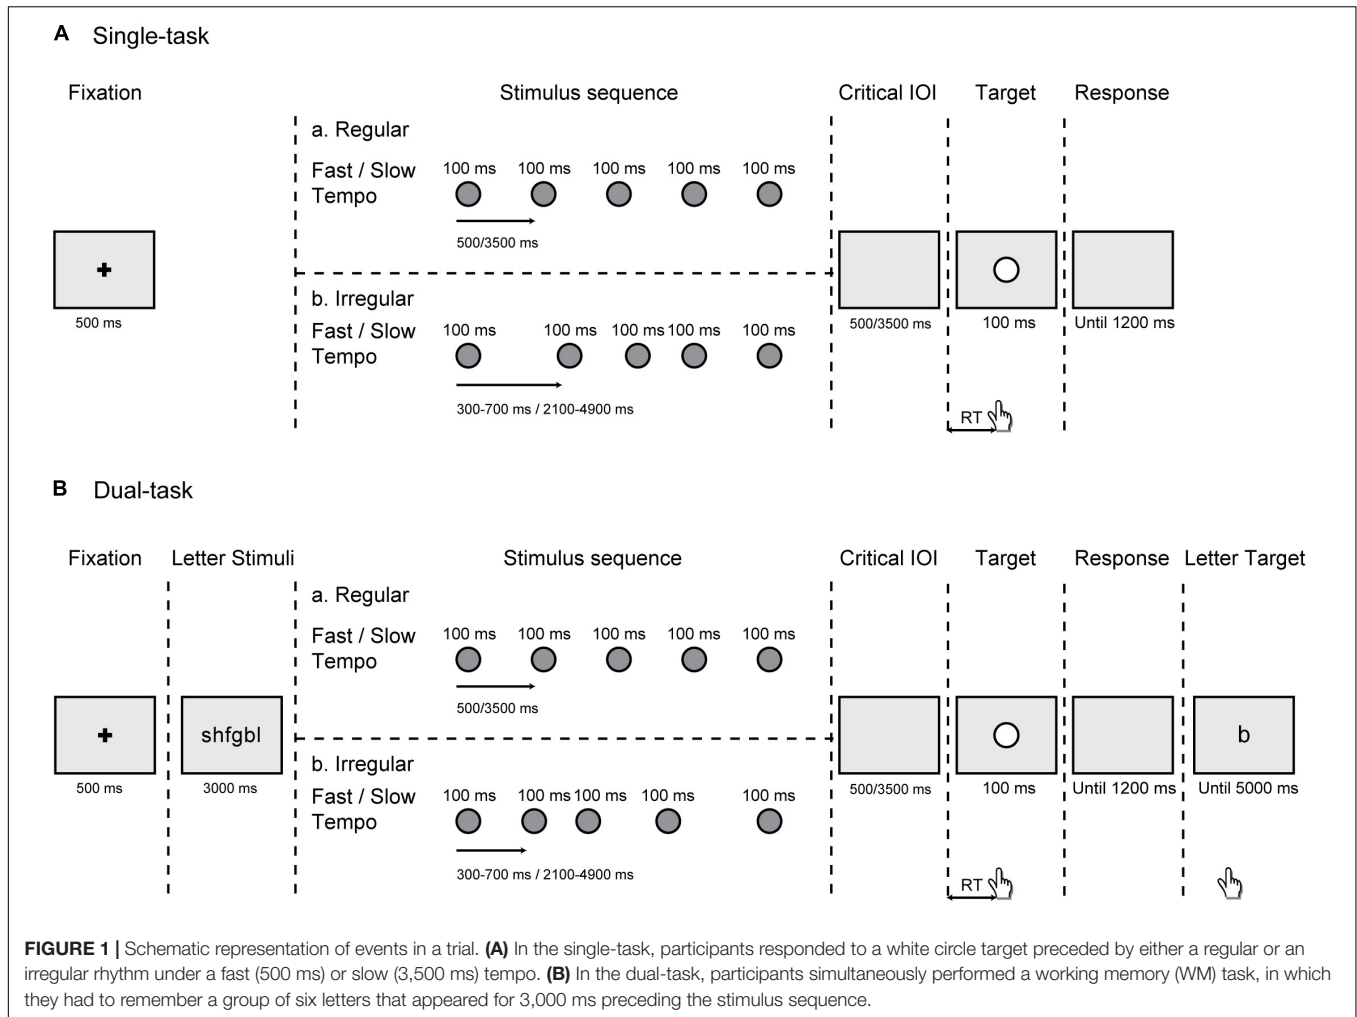 A Single-task
Fixation Stimulus sequence Critical IOI Target Response
a. Regular
Fast / Slow 100 ms 100 ms 100 ms 100 ms 100 ms
Tempo
500/3500 ms
b. Irregular
500 ms 500/3500 ms 100 ms Until 1200 ms
Fast / Slow 100 ms 100 ms 100 ms 100 ms 100 ms
Tempo
300-700 ms / 2100-4900 ms
RT
B Dual-task
Fixation Letter Stimuli Stimulus sequence Critical IOI Target Response Letter Target
a. Regular
Fast / Slow 100 ms 100 ms 100 ms 100 ms 100 ms
Tempo
500/3500 ms
shfgbl b
b. Irregular
500 ms 3000 ms 500/3500 ms 100 ms Until 1200 ms Until 5000 ms
Fast / Slow 100 ms 100 ms 100 ms 100 ms 100 ms
Tempo
300-700 ms / 2100-4900 ms
RT
FIGURE 1 | Schematic representation of events in a trial. (A) In the single-task, participants responded to a white circle target preceded by either a regular or an
irregular rhythm under a fast (500 ms) or slow (3,500 ms) tempo. (B) In the dual-task, participants simultaneously performed a working memory (WM) task, in which
they had to remember a group of six letters that appeared for 3,000 ms preceding the stimulus sequence.